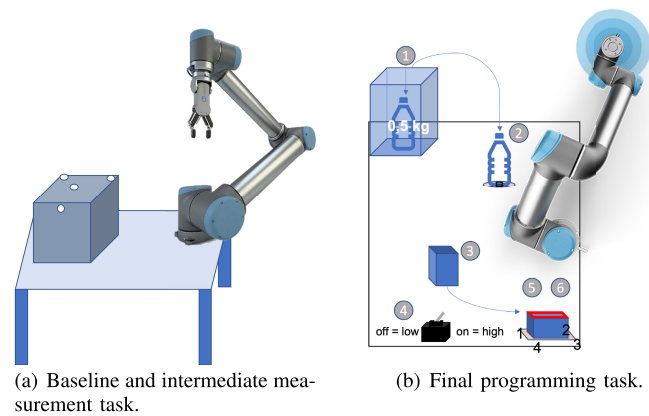 1
0,5 kg
2
3
4
5 6
off = low on = high
1 2
3
4
(a) Baseline and intermediate mea-
surement task.
(b) Final programming task.